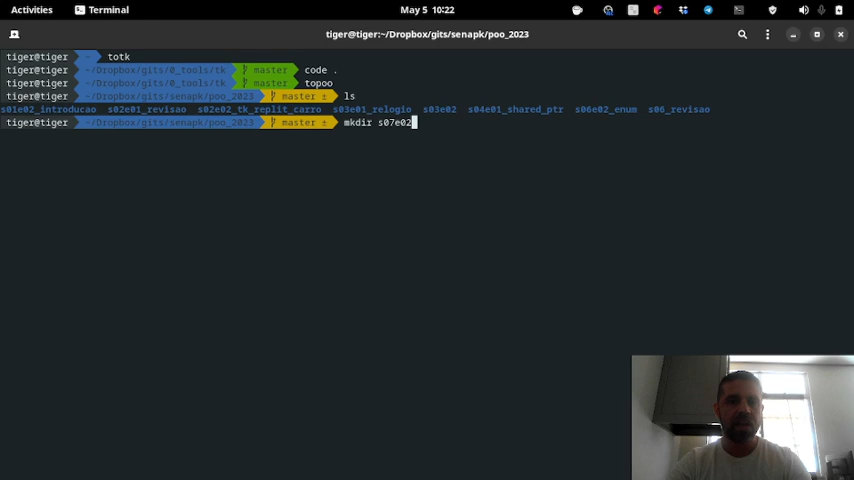 Activities Terminal May 5 10:22
tiger@tiger:~/Dropbox/gits/senapk/poo_2023
tiger@tiger ~ totk
tiger@tiger ~/Dropbox/gits/0_tools/tk master code .
tiger@tiger ~/Dropbox/gits/0_tools/tk master topoo
tiger@tiger ~/Dropbox/gits/senapk/poo_2023 master ± ls
s01e02_introducao s02e01_revisao s02e02_tk_replit_carro s03e01_relogio s03e02 s04e01_shared_ptr s06e02_enum s06_revisao
tiger@tiger ~/Dropbox/gits/senapk/poo_2023 master ± mkdir s07e02